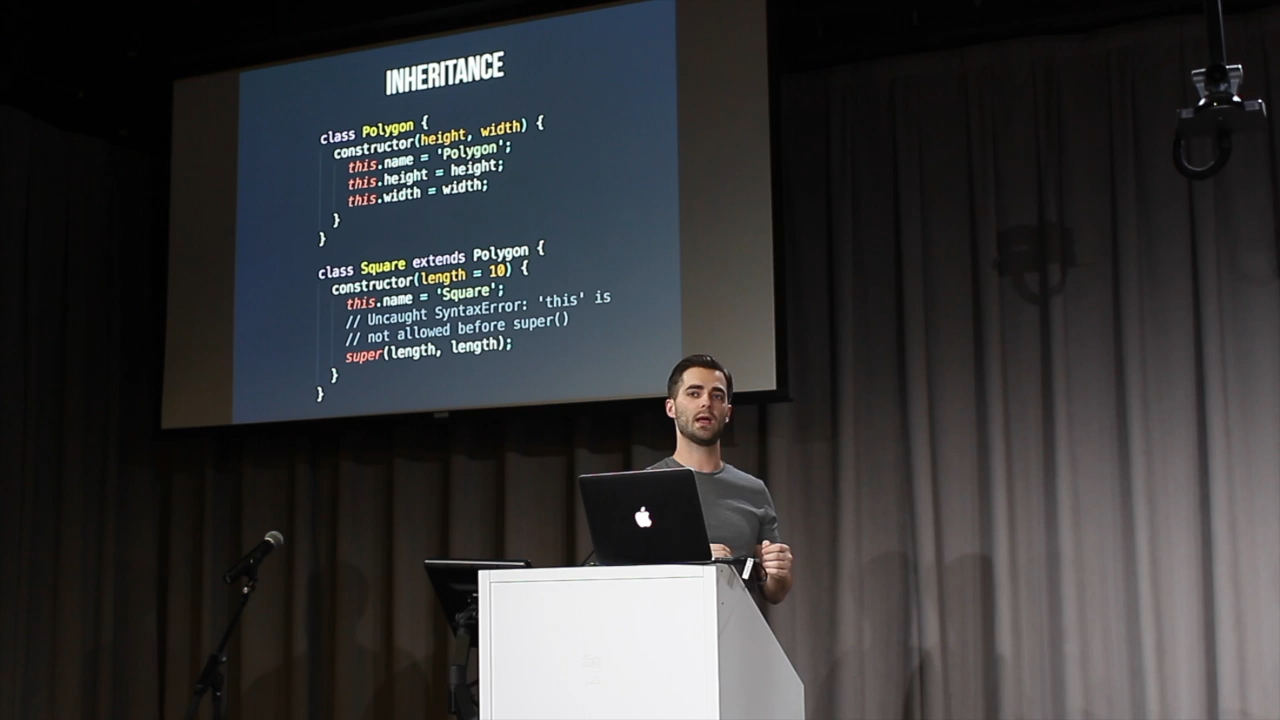 INHERITANCE
class Polygon {
constructor(height, width) {
this.name = 'Polygon';
this.height = height;
this.width = width;
}
}
class Square extends Polygon {
constructor(length = 10) {
this.name = 'Square';
// Uncaught SyntaxError: 'this' is
// not allowed before super()
super(length, length);
}
}